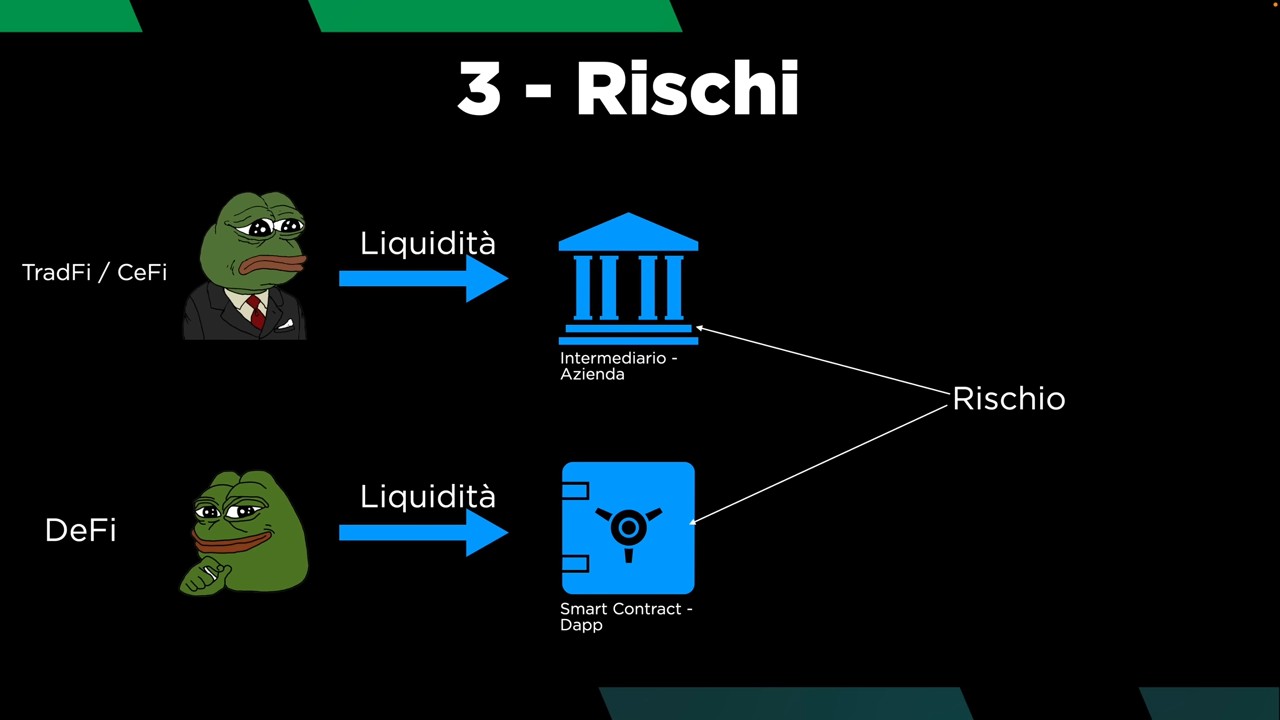 3 - Rischi
TradFi / CeFi
Liquidità
Intermediario -
Azienda
Rischio
DeFi
Liquidità
Smart Contract -
Dapp